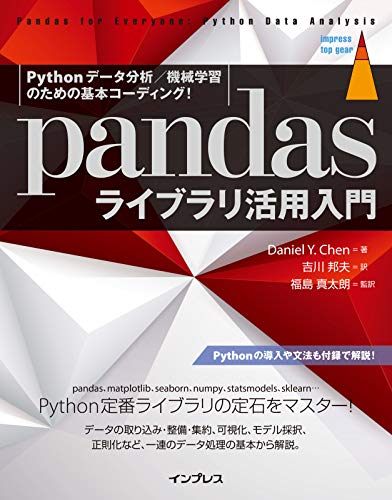 Pandas for Everyone: Python Data Analysis
impress
top gear
Pythonデータ分析／機械学習
のための基本コーディング！
pandas
ライブラリ活用入門
Daniel Y. Chen＝著
吉川 邦夫＝訳
福島 真太朗＝監訳
Pythonの導入や文法も付録で解説！
pandas、matplotlib、seaborn、numpy、statsmodels、sklearn…
Python定番ライブラリの定石をマスター！
データの取り込み・整備・集約、可視化、モデル採択、
正則化など、一連のデータ処理の基本から解説。
インプレス